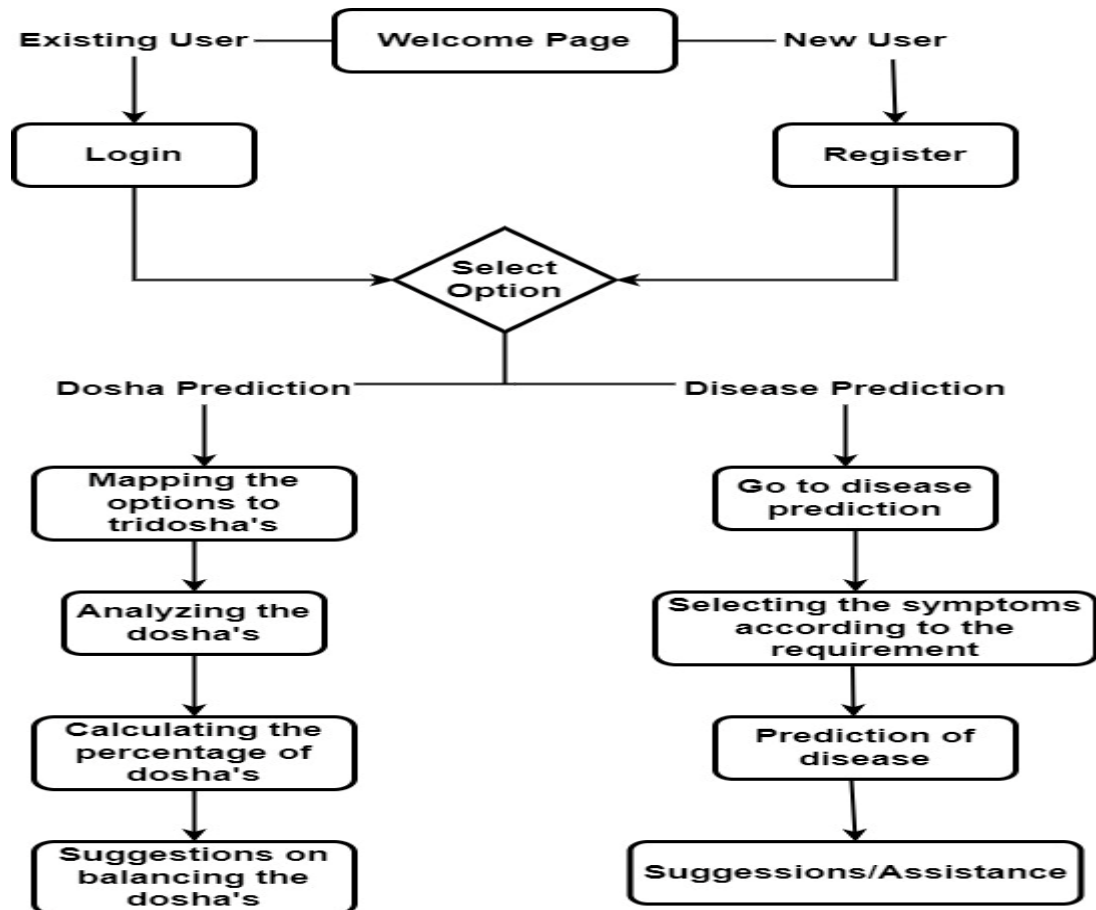 Existing User
Welcome Page
New User
Login
Register
Select
Option
Dosha Prediction
Disease Prediction
Mapping the
options to
tridosha's
Go to disease
prediction
Analyzing the
dosha's
Selecting the symptoms
according to the
requirement
Calculating the
percentage of
dosha's
Prediction of
disease
Suggestions on
balancing the
dosha's
Suggessions/Assistance